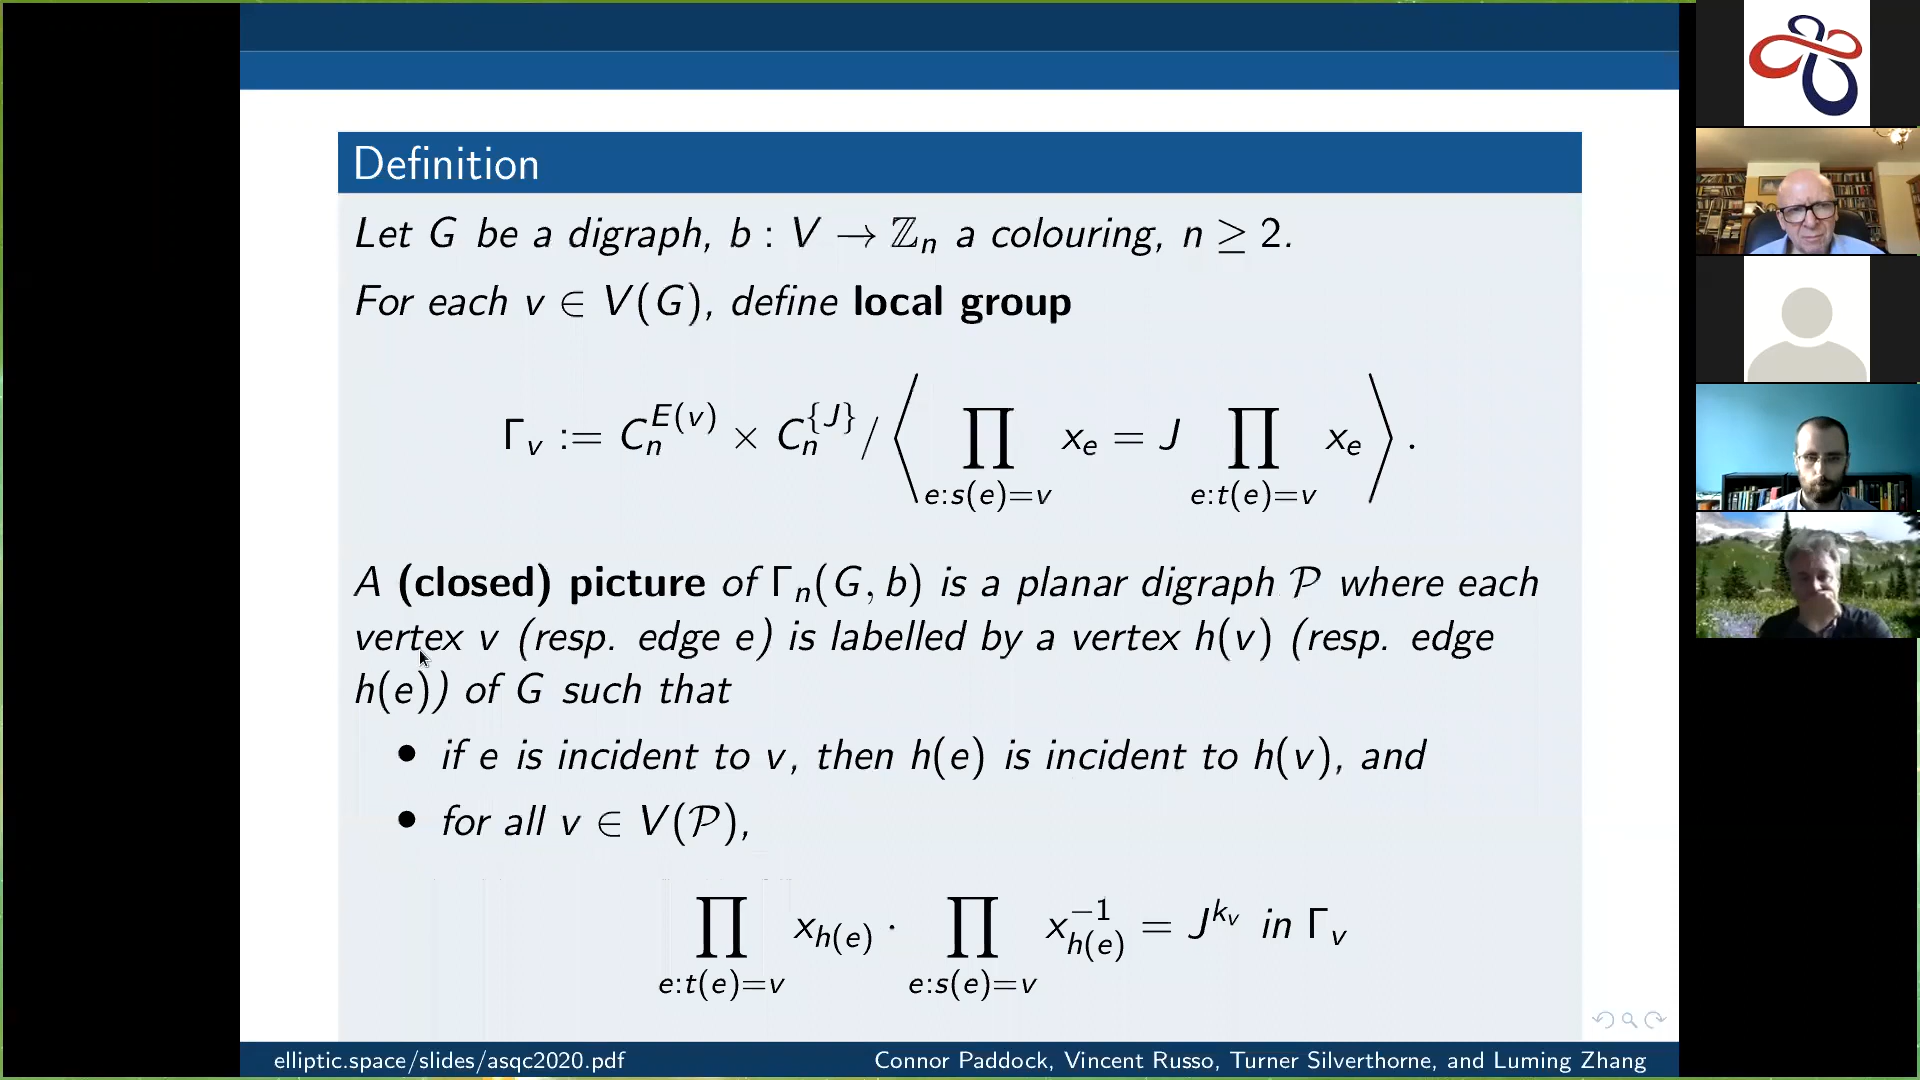 Definition
Let G be a digraph, b : V → ℤ_n a colouring, n ≥ 2.
For each v ∈ V(G), define local group
Γ_v := C_n^{E(v)} × C_n^{{J}} / ⟨ ∏_{e:s(e)=v} x_e = J ∏_{e:t(e)=v} x_e ⟩ .
A (closed) picture of Γ_n(G, b) is a planar digraph 𝒫 where each
vertex v (resp. edge e) is labelled by a vertex h(v) (resp. edge
h(e)) of G such that
• if e is incident to v, then h(e) is incident to h(v), and
• for all v ∈ V(𝒫),
∏_{e:t(e)=v} x_{h(e)} · ∏_{e:s(e)=v} x_{h(e)}^{−1} = J^{k_v} in Γ_v
elliptic.space/slides/asqc2020.pdf
Connor Paddock, Vincent Russo, Turner Silverthorne, and Luming Zhang